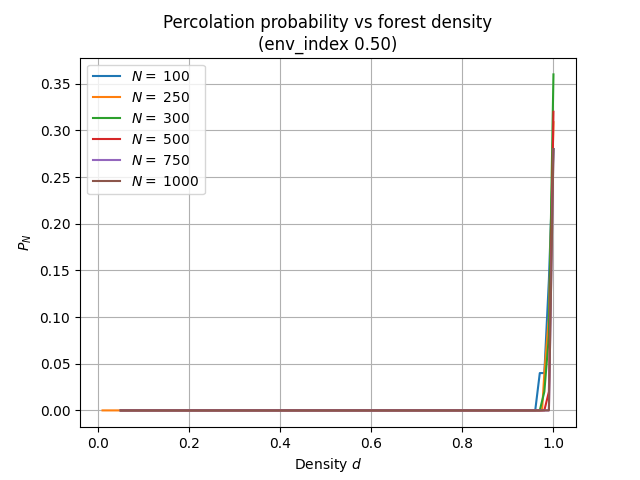 Percolation probability vs forest density
(env_index 0.50)
N = 100
N = 250
N = 300
N = 500
N = 750
N = 1000
0.35
0.30
0.25
0.20
0.15
0.10
0.05
0.00
P_N
0.0 0.2 0.4 0.6 0.8 1.0
Density d